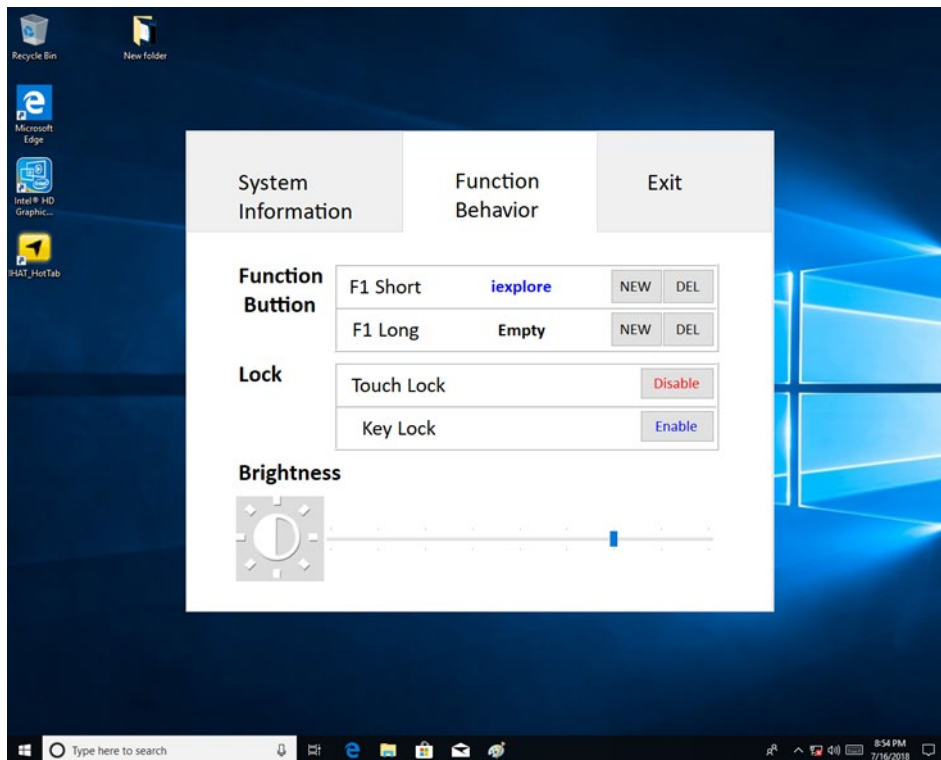 Recycle Bin
New folder
Microsoft
Edge
Intel® HD
Graphic...
IHAT_HotTab
System
Information
Function
Behavior
Exit
Function
Buttion
F1 Short iexplore NEW DEL
F1 Long Empty NEW DEL
Lock
Touch Lock Disable
Key Lock Enable
Brightness
Type here to search
8:54 PM
7/16/2018